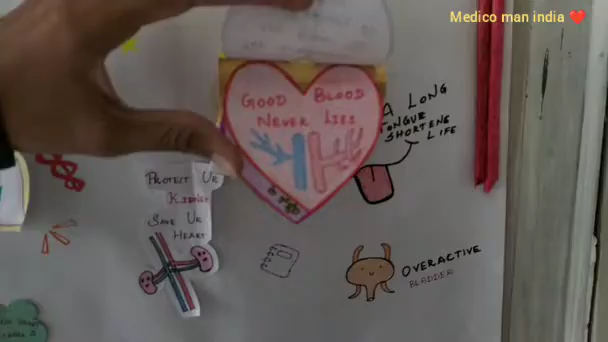 Medico man india ❤️
GOOD BLOOD
NEVER LIES
A LONG
TONGUE
SHORTENS
LIFE
PROTECT UR
KIDNEY
SAVE UR
HEART
OVERACTIVE
BLADDER